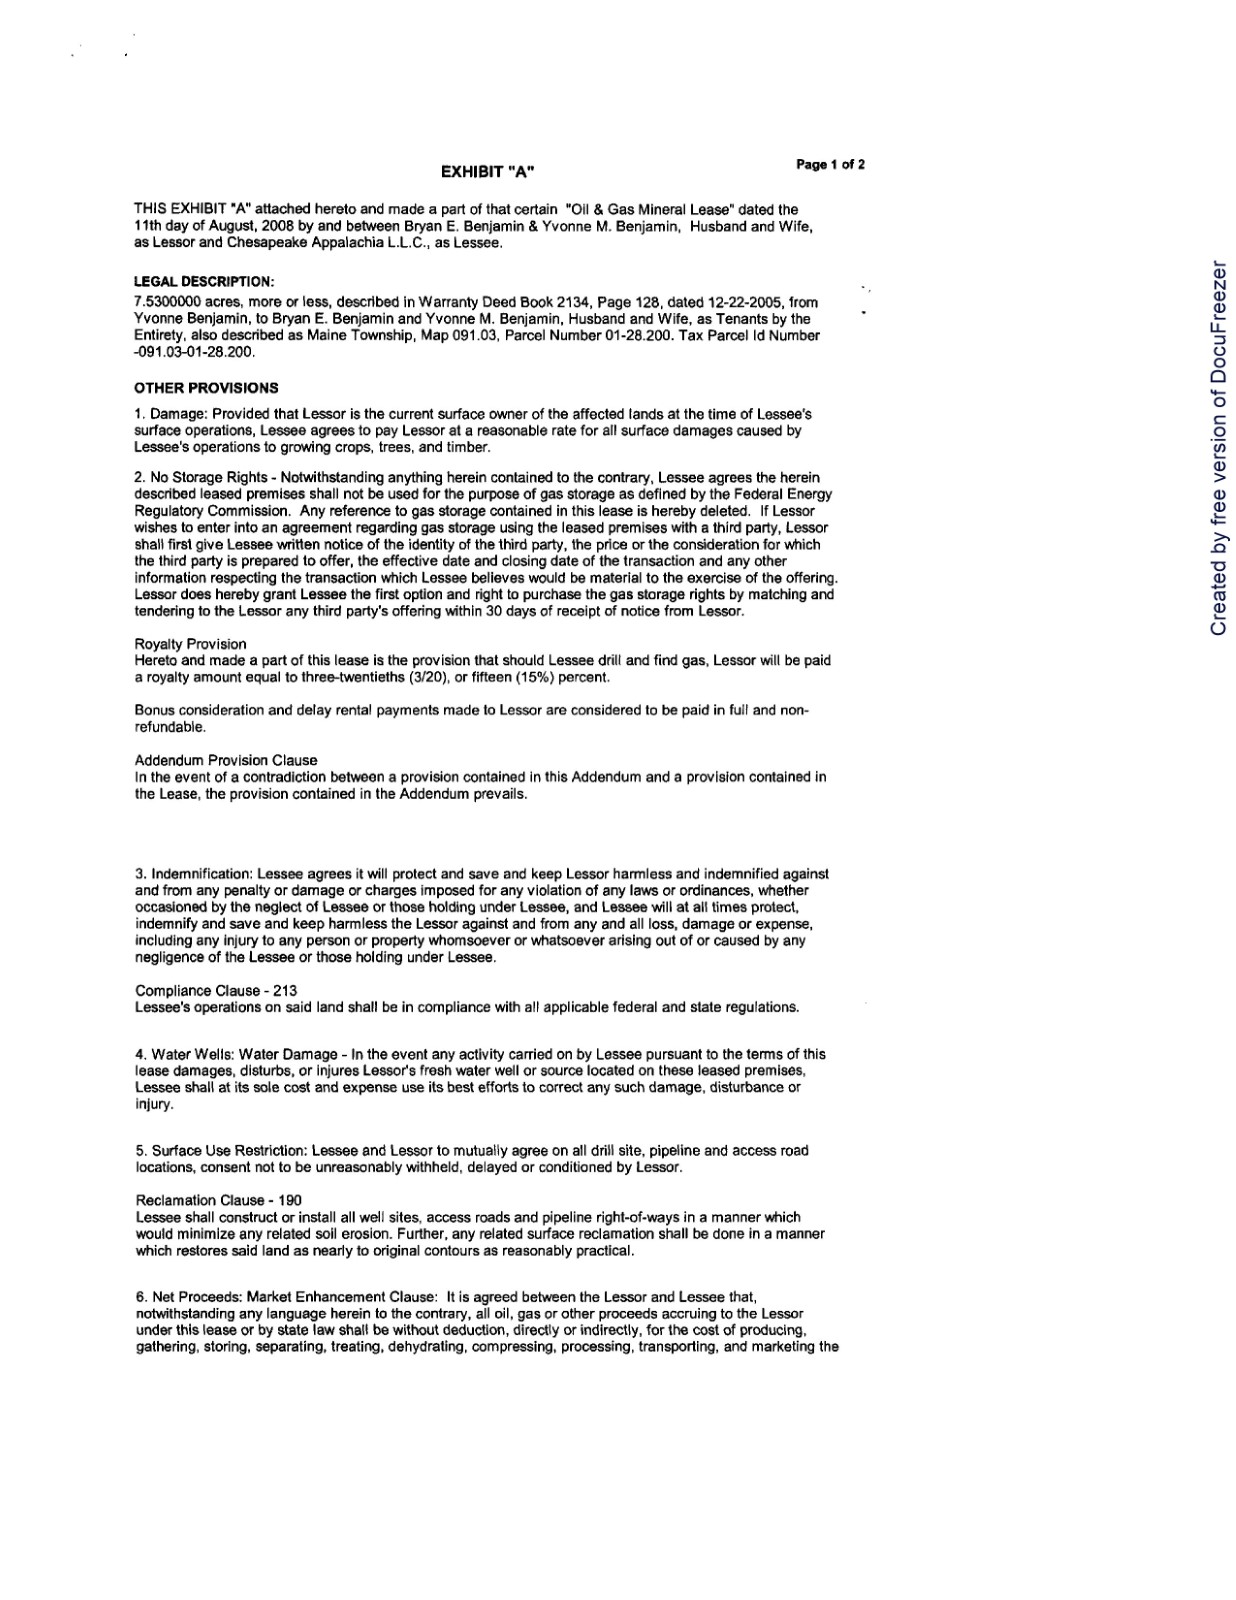 Page 1 of 2
EXHIBIT "A"
THIS EXHIBIT "A" attached hereto and made a part of that certain "Oil & Gas Mineral Lease" dated the
11th day of August, 2008 by and between Bryan E. Benjamin & Yvonne M. Benjamin, Husband and Wife,
as Lessor and Chesapeake Appalachia L.L.C., as Lessee.
LEGAL DESCRIPTION:
7.5300000 acres, more or less, described in Warranty Deed Book 2134, Page 128, dated 12-22-2005, from
Yvonne Benjamin, to Bryan E. Benjamin and Yvonne M. Benjamin, Husband and Wife, as Tenants by the
Entirety, also described as Maine Township, Map 091.03, Parcel Number 01-28.200. Tax Parcel Id Number
-091.03-01-28.200.
OTHER PROVISIONS
1. Damage: Provided that Lessor is the current surface owner of the affected lands at the time of Lessee's
surface operations, Lessee agrees to pay Lessor at a reasonable rate for all surface damages caused by
Lessee's operations to growing crops, trees, and timber.
2. No Storage Rights - Notwithstanding anything herein contained to the contrary, Lessee agrees the herein
described leased premises shall not be used for the purpose of gas storage as defined by the Federal Energy
Regulatory Commission. Any reference to gas storage contained in this lease is hereby deleted. If Lessor
wishes to enter into an agreement regarding gas storage using the leased premises with a third party, Lessor
shall first give Lessee written notice of the identity of the third party, the price or the consideration for which
the third party is prepared to offer, the effective date and closing date of the transaction and any other
information respecting the transaction which Lessee believes would be material to the exercise of the offering.
Lessor does hereby grant Lessee the first option and right to purchase the gas storage rights by matching and
tendering to the Lessor any third party's offering within 30 days of receipt of notice from Lessor.
Royalty Provision
Hereto and made a part of this lease is the provision that should Lessee drill and find gas, Lessor will be paid
a royalty amount equal to three-twentieths (3/20), or fifteen (15%) percent.
Bonus consideration and delay rental payments made to Lessor are considered to be paid in full and non-
refundable.
Addendum Provision Clause
In the event of a contradiction between a provision contained in this Addendum and a provision contained in
the Lease, the provision contained in the Addendum prevails.
3. Indemnification: Lessee agrees it will protect and save and keep Lessor harmless and indemnified against
and from any penalty or damage or charges imposed for any violation of any laws or ordinances, whether
occasioned by the neglect of Lessee or those holding under Lessee, and Lessee will at all times protect,
indemnify and save and keep harmless the Lessor against and from any and all loss, damage or expense,
including any injury to any person or property whomsoever or whatsoever arising out of or caused by any
negligence of the Lessee or those holding under Lessee.
Compliance Clause - 213
Lessee's operations on said land shall be in compliance with all applicable federal and state regulations.
4. Water Wells: Water Damage - In the event any activity carried on by Lessee pursuant to the terms of this
lease damages, disturbs, or injures Lessor's fresh water well or source located on these leased premises,
Lessee shall at its sole cost and expense use its best efforts to correct any such damage, disturbance or
injury.
5. Surface Use Restriction: Lessee and Lessor to mutually agree on all drill site, pipeline and access road
locations, consent not to be unreasonably withheld, delayed or conditioned by Lessor.
Reclamation Clause - 190
Lessee shall construct or install all well sites, access roads and pipeline right-of-ways in a manner which
would minimize any related soil erosion. Further, any related surface reclamation shall be done in a manner
which restores said land as nearly to original contours as reasonably practical.
6. Net Proceeds: Market Enhancement Clause: It is agreed between the Lessor and Lessee that,
notwithstanding any language herein to the contrary, all oil, gas or other proceeds accruing to the Lessor
under this lease or by state law shall be without deduction, directly or indirectly, for the cost of producing,
gathering, storing, separating, treating, dehydrating, compressing, processing, transporting, and marketing the
Created by free version of DocuFreezer